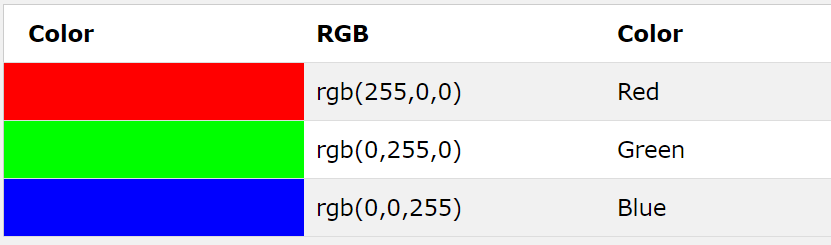 Color RGB Color
rgb(255,0,0) Red
rgb(0,255,0) Green
rgb(0,0,255) Blue